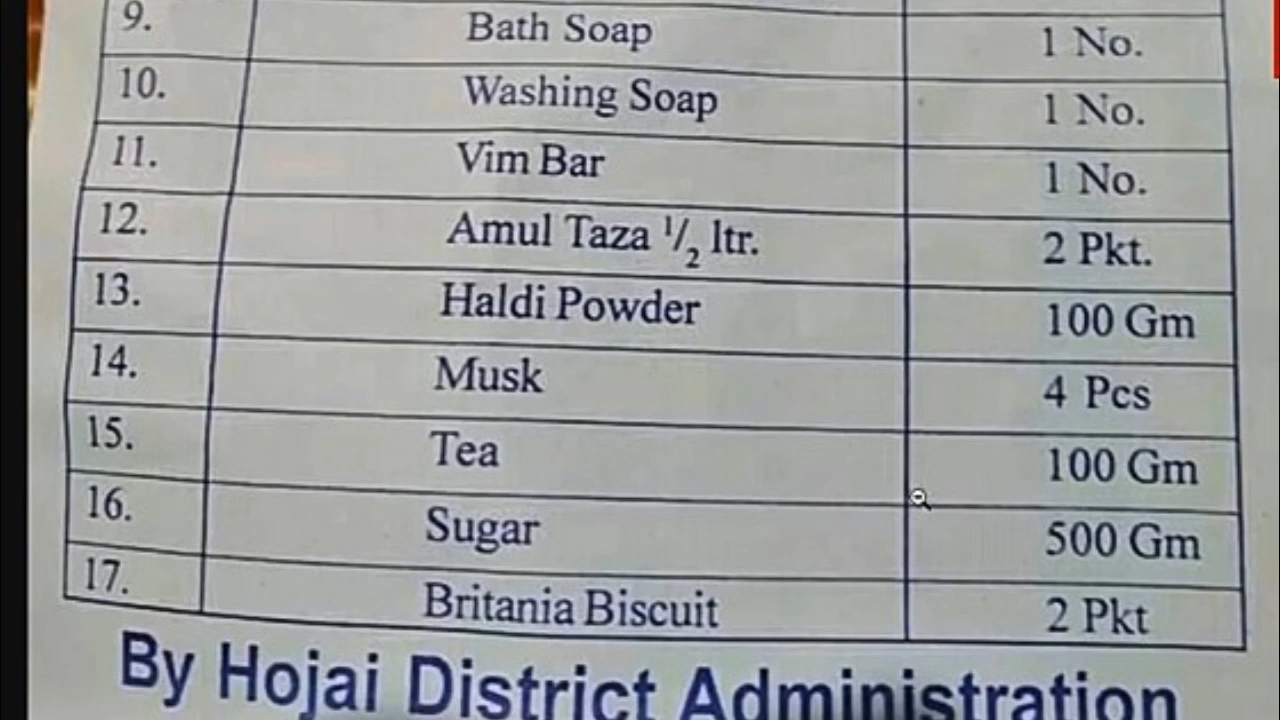 9. Bath Soap 1 No.
10. Washing Soap 1 No.
11. Vim Bar 1 No.
12. Amul Taza 1/2 ltr. 2 Pkt.
13. Haldi Powder 100 Gm
14. Musk 4 Pcs
15. Tea 100 Gm
16. Sugar 500 Gm
17. Britania Biscuit 2 Pkt
By Hojai District Administration